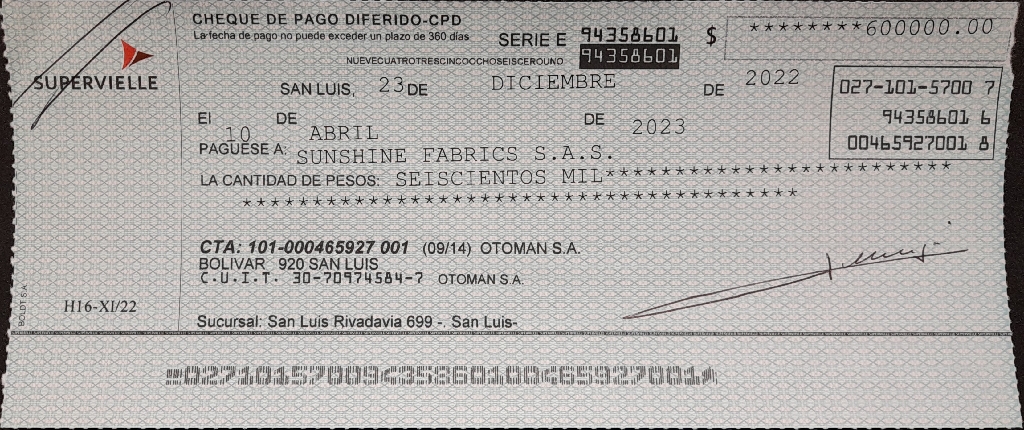 CHEQUE DE PAGO DIFERIDO-CPD
La fecha de pago no puede exceder un plazo de 360 días
SERIE E 94358601 $ ********600000.00
94358601
NUEVECUATROTRESCINCOOCHOSEISCEROUNO
SUPERVIELLE
SAN LUIS, 23 DE DICIEMBRE DE 2022
027-101-5700 7
94358601 6
00465927001 8
El 10 DE ABRIL DE 2023
PAGUESE A: SUNSHINE FABRICS S.A.S.
LA CANTIDAD DE PESOS: SEISCIENTOS MIL************************
**************************************
CTA: 101-000465927 001 (09/14) OTOMAN S.A.
BOLIVAR 920 SAN LUIS
C.U.I.T. 30-70974584-7 OTOMAN S.A.
BOLDT S.A.
H16-XI/22
Sucursal: San Luis Rivadavia 699 -. San Luis-
02710157009435860100465927001